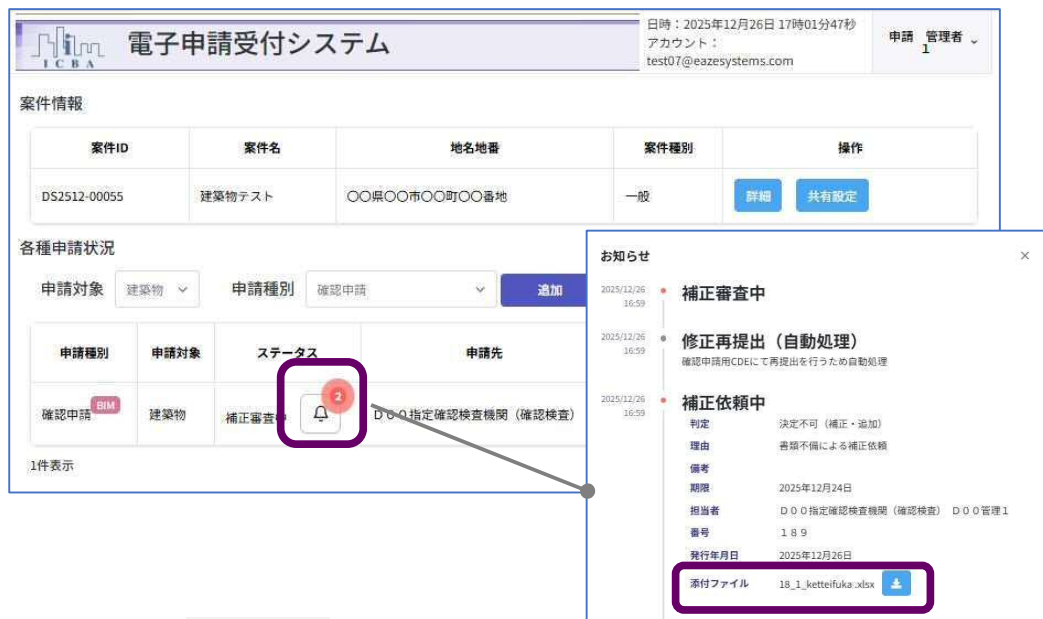 ICBA
電子申請受付システム
日時：2025年12月26日 17時01分47秒
アカウント：
test07@eazesystems.com
申請　管理者
1
案件情報
案件ID 案件名 地名地番 案件種別 操作
DS2512-00055 建築物テスト 〇〇県〇〇市〇〇町〇〇番地 一般 詳細 共有設定
各種申請状況
申請対象 建築物 申請種別 確認申請 追加
申請種別 申請対象 ステータス 申請先
確認申請 BIM 建築物 補正審査中 2 Ｄ００指定確認検査機関（確認検査）
1件表示
お知らせ ×
2025/12/26
16:59
補正審査中
2025/12/26
16:59
修正再提出（自動処理）
確認申請用CDEにて再提出を行うため自動処理
2025/12/26
16:59
補正依頼中
判定 決定不可（補正・追加）
理由 書類不備による補正依頼
備考
期限 2025年12月24日
担当者 Ｄ００指定確認検査機関（確認検査）　Ｄ００管理１
番号 １８９
発行年月日 2025年12月26日
添付ファイル 18_1_ketteifuka.xlsx